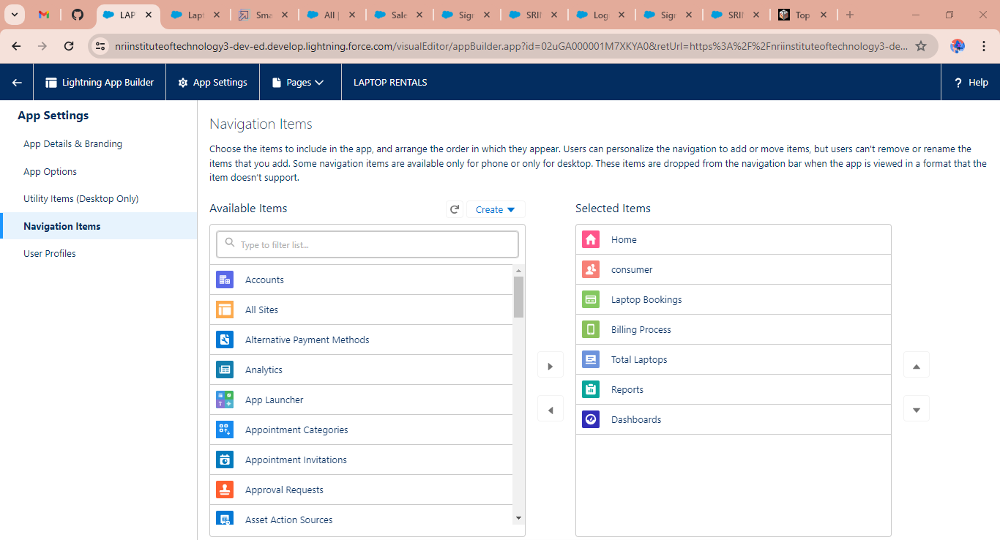 LAP
Lapt
Sma
All |
Sale
Sign
SRIN
Logi
Sign
SRIN
Top
nriinstituteoftechnology3-dev-ed.develop.lightning.force.com/visualEditor/appBuilder.app?id=02uGA000001M7XKYA0&retUrl=https%3A%2F%2Fnriinstituteoftechnology3-de...
Lightning App Builder
App Settings
Pages
LAPTOP RENTALS
? Help
App Settings
App Details & Branding
App Options
Utility Items (Desktop Only)
Navigation Items
User Profiles
Navigation Items
Choose the items to include in the app, and arrange the order in which they appear. Users can personalize the navigation to add or move items, but users can't remove or rename the
items that you add. Some navigation items are available only for phone or only for desktop. These items are dropped from the navigation bar when the app is viewed in a format that the
item doesn't support.
Available Items
Create
Type to filter list...
Accounts
All Sites
Alternative Payment Methods
Analytics
App Launcher
Appointment Categories
Appointment Invitations
Approval Requests
Asset Action Sources
Selected Items
Home
consumer
Laptop Bookings
Billing Process
Total Laptops
Reports
Dashboards